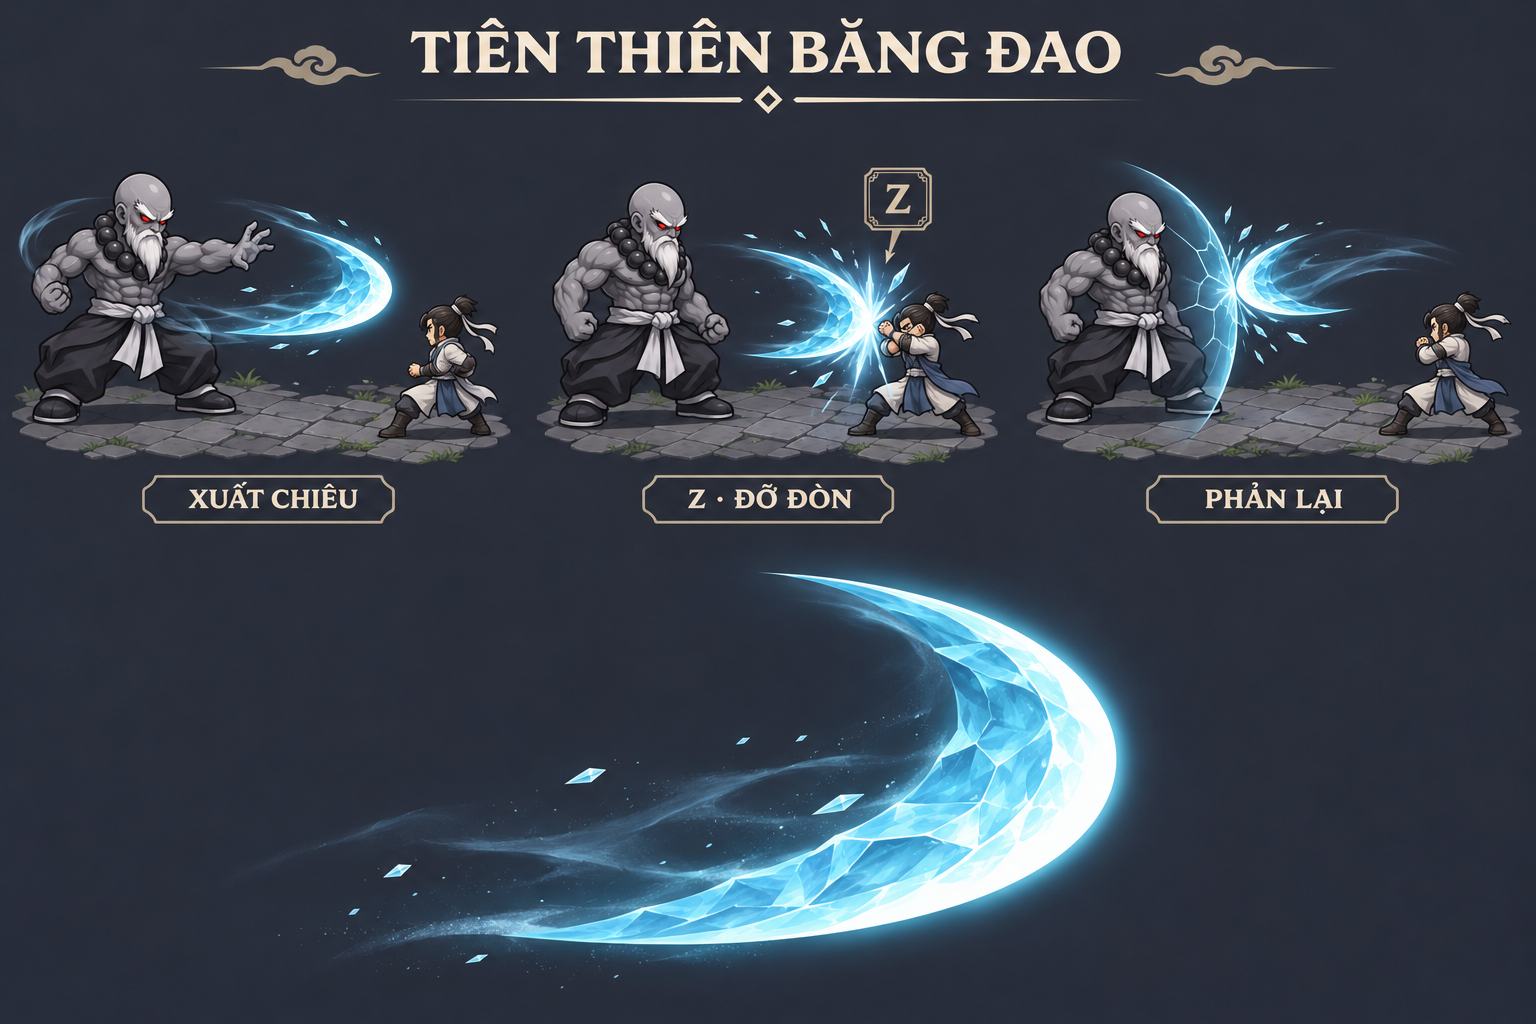 TIÊN THIÊN BĂNG ĐAO
Z
XUẤT CHIÊU
Z · ĐỠ ĐÒN
PHẢN LẠI